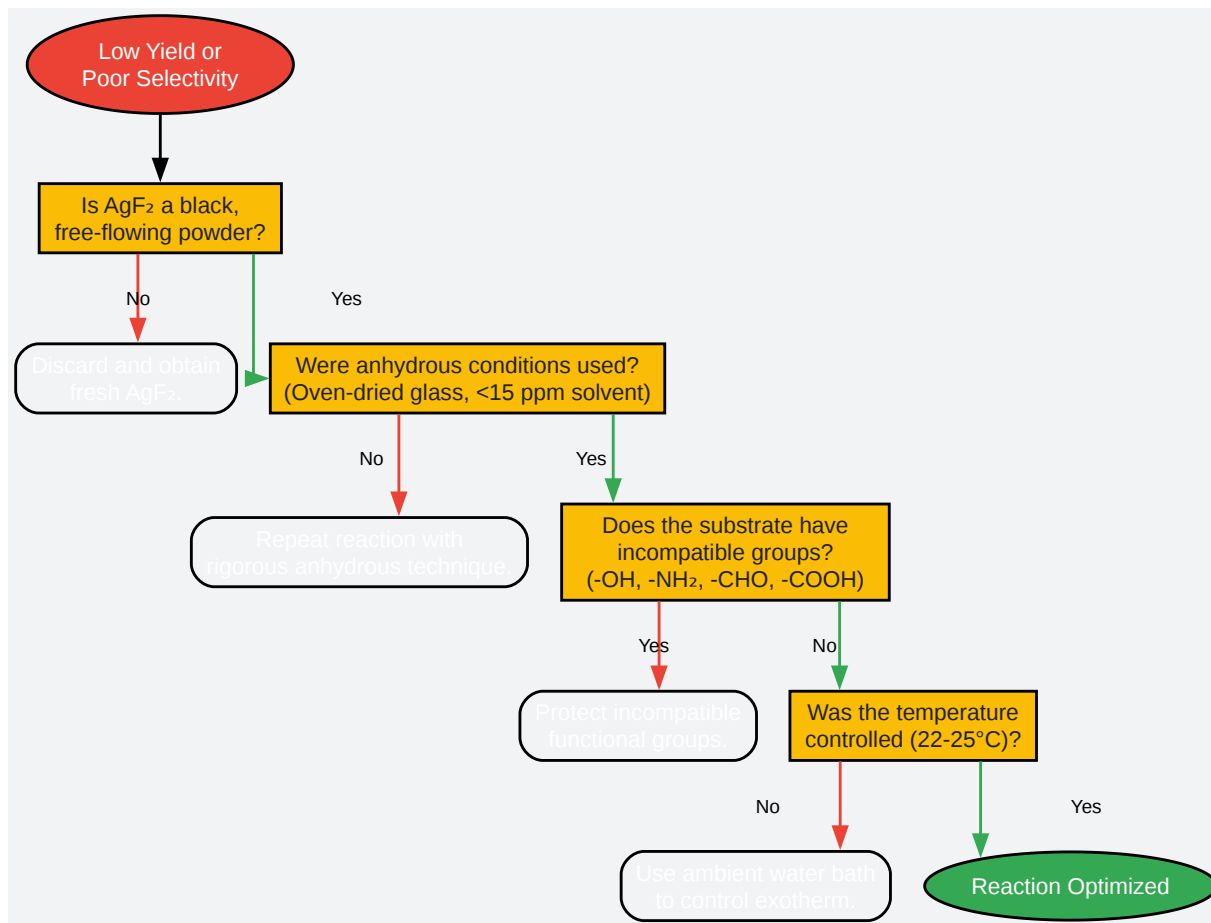 Low Yield or
Poor Selectivity
Is AgF₂ a black,
free-flowing powder?
No
Yes
Discard and obtain
fresh AgF₂.
Were anhydrous conditions used?
(Oven-dried glass, <15 ppm solvent)
No
Yes
Repeat reaction with
rigorous anhydrous technique.
Does the substrate have
incompatible groups?
(-OH, -NH₂, -CHO, -COOH)
Yes
No
Protect incompatible
functional groups.
Was the temperature
controlled (22-25°C)?
No
Yes
Use ambient water bath
to control exotherm.
Reaction Optimized